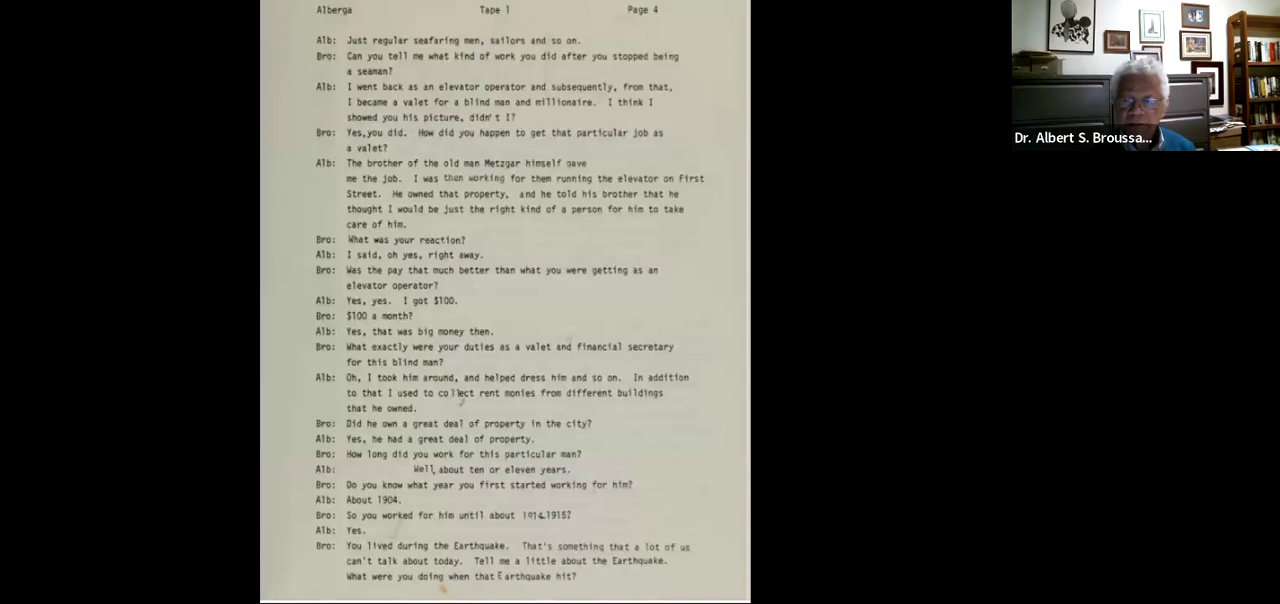 Alberga Tape 1 Page 4
Alb: Just regular seafaring men, sailors and so on.
Bro: Can you tell me what kind of work you did after you stopped being
a seaman?
Alb: I went back as an elevator operator and subsequently, from that,
I became a valet for a blind man and millionaire. I think I
showed you his picture, didn't I?
Bro: Yes,you did. How did you happen to get that particular job as
a valet?
Alb: The brother of the old man Metzgar himself gave
me the job. I was then working for them running the elevator on First
Street. He owned that property, and he told his brother that he
thought I would be just the right kind of a person for him to take
care of him.
Bro: What was your reaction?
Alb: I said, oh yes, right away.
Bro: Was the pay that much better than what you were getting as an
elevator operator?
Alb: Yes, yes. I got $100.
Bro: $100 a month?
Alb: Yes, that was big money then.
Bro: What exactly were your duties as a valet and financial secretary
for this blind man?
Alb: Oh, I took him around, and helped dress him and so on. In addition
to that I used to collect rent monies from different buildings
that he owned.
Bro: Did he own a great deal of property in the city?
Alb: Yes, he had a great deal of property.
Bro: How long did you work for this particular man?
Alb: Well, about ten or eleven years.
Bro: Do you know what year you first started working for him?
Alb: About 1904.
Bro: So you worked for him until about 1914-1915?
Alb: Yes.
Bro: You lived during the Earthquake. That's something that a lot of us
can't talk about today. Tell me a little about the Earthquake.
What were you doing when that Earthquake hit?
Dr. Albert S. Broussa...